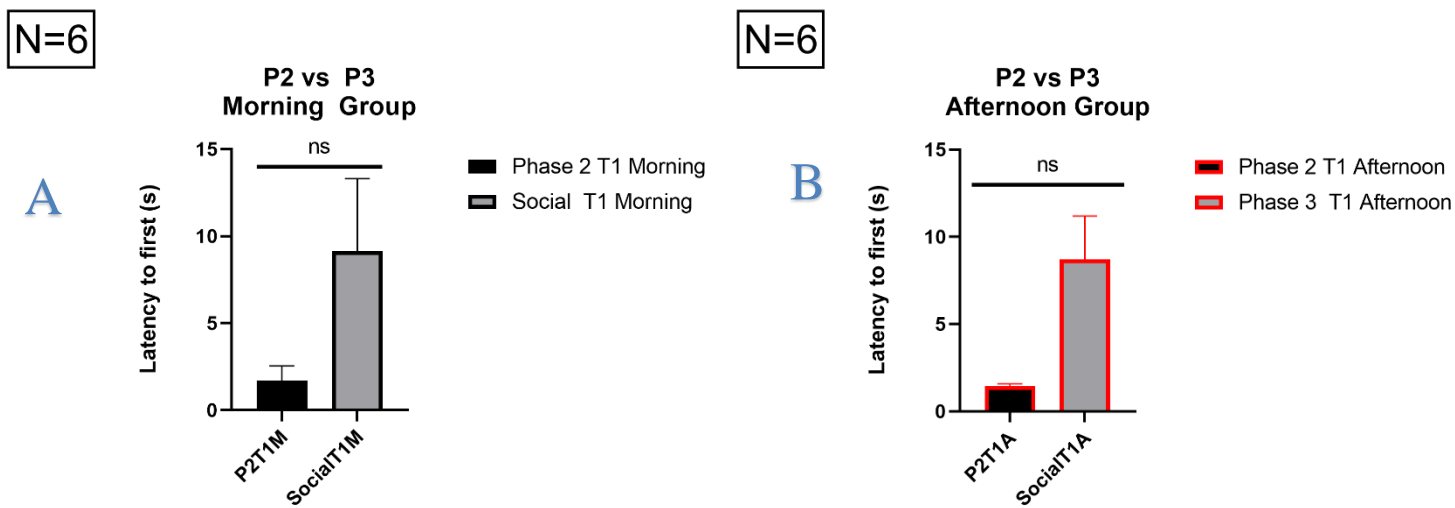 N=6
P2 vs P3
Morning Group
A
ns
15
10
5
0
Latency to first (s)
P2T1M
SocialT1M
Phase 2 T1 Morning
Social T1 Morning
N=6
P2 vs P3
Afternoon Group
B
ns
15
10
5
0
Latency to first (s)
P2T1A
SocialT1A
Phase 2 T1 Afternoon
Phase 3 T1 Afternoon